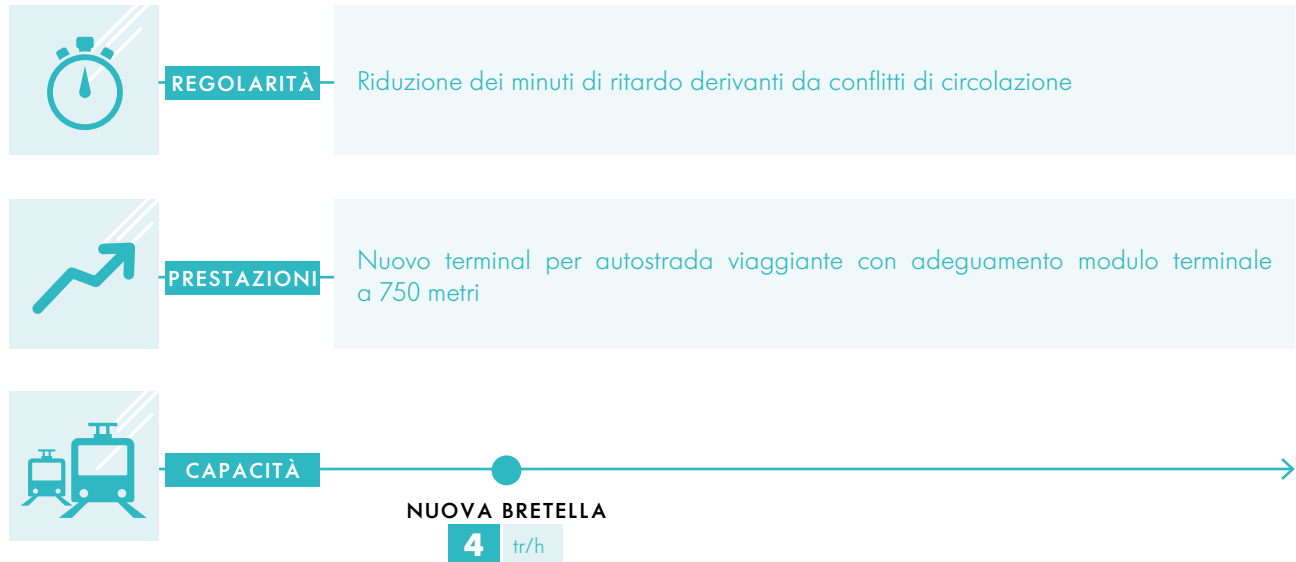 REGOLARITÀ
Riduzione dei minuti di ritardo derivanti da conflitti di circolazione
PRESTAZIONI
Nuovo terminal per autostrada viaggiante con adeguamento modulo terminale
a 750 metri
CAPACITÀ
NUOVA BRETELLA
4 tr/h